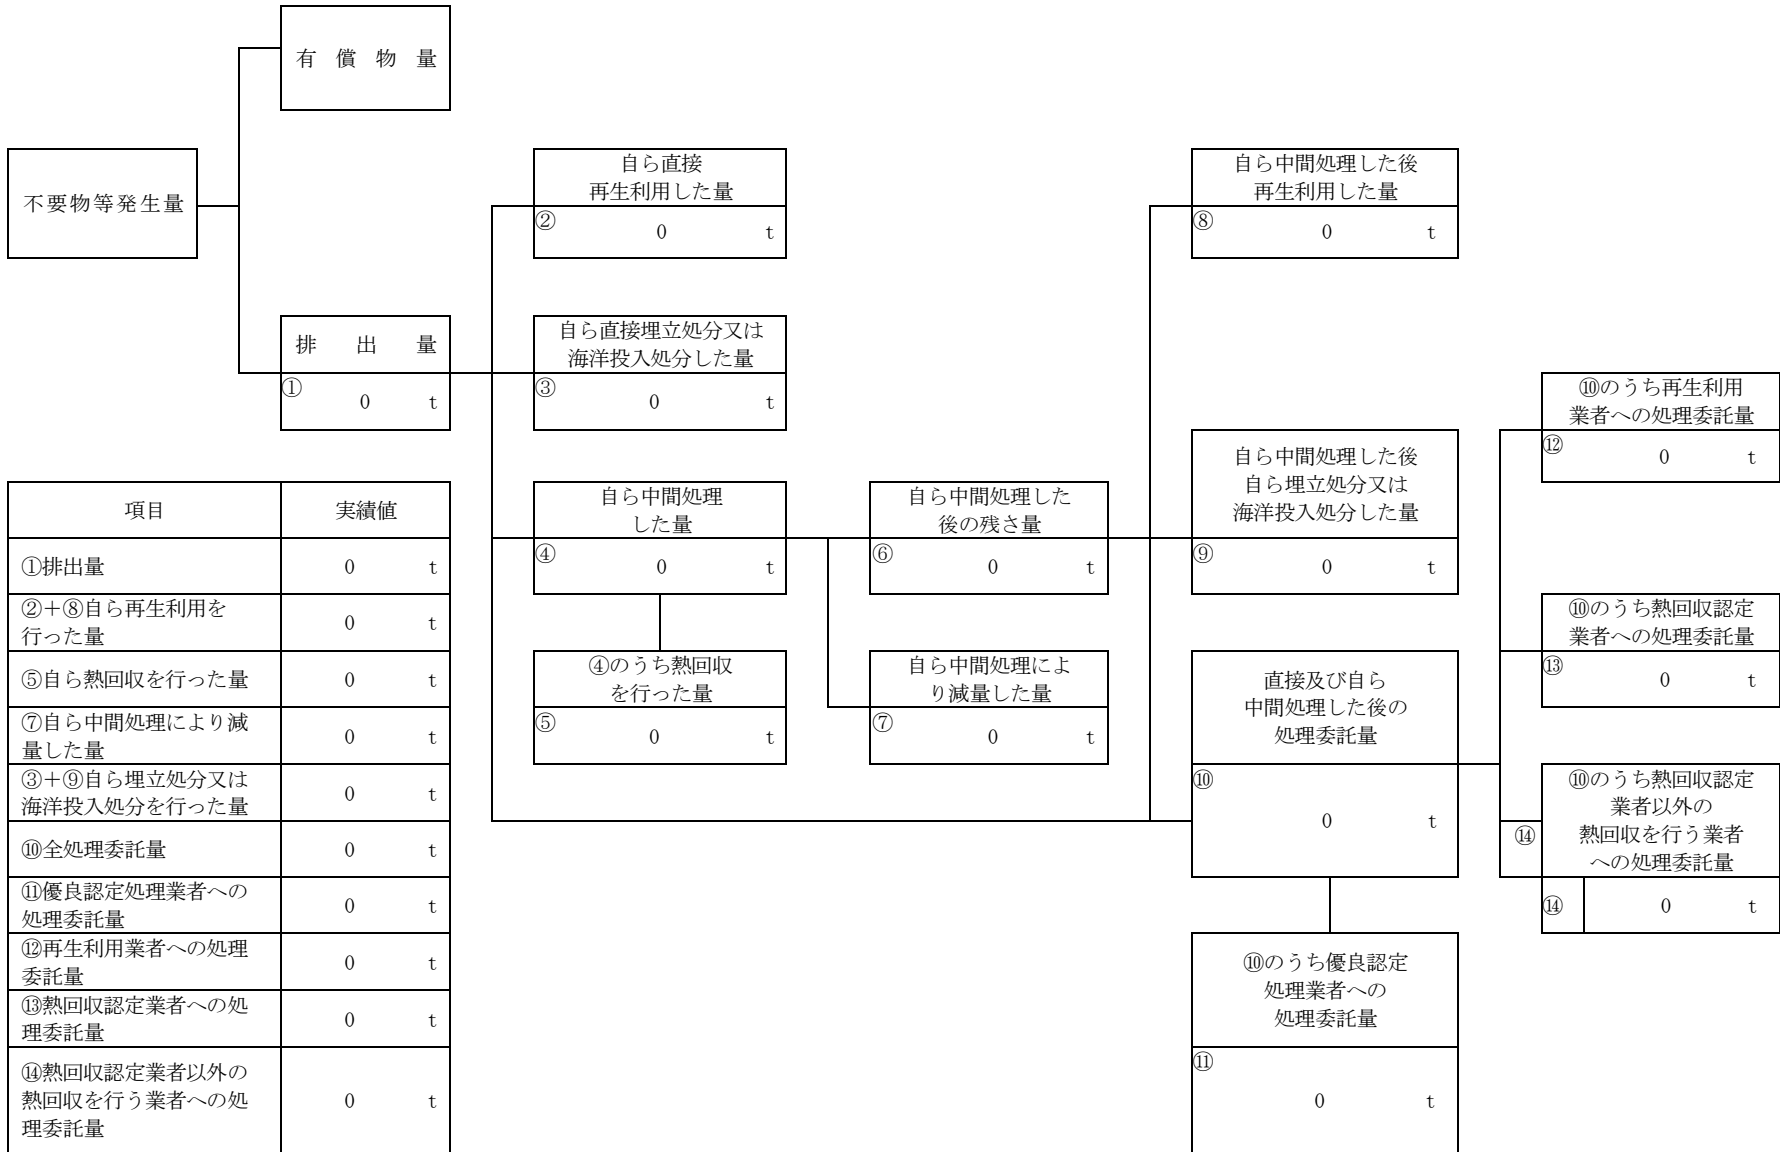 有償物量
不要物等発生量
自ら直接
再生利用した量
② 0 t
自ら中間処理した後
再生利用した量
⑧ 0 t
排出量
① 0 t
自ら直接埋立処分又は
海洋投入処分した量
③ 0 t
⑩のうち再生利用
業者への処理委託量
⑫ 0 t
自ら中間処理
した量
④ 0 t
自ら中間処理した
後の残さ量
⑥ 0 t
自ら中間処理した後
自ら埋立処分又は
海洋投入処分した量
⑨ 0 t
⑩のうち熱回収認定
業者への処理委託量
⑬ 0 t
④のうち熱回収
を行った量
⑤ 0 t
自ら中間処理によ
り減量した量
⑦ 0 t
直接及び自ら
中間処理した後の
処理委託量
⑩ 0 t
⑩のうち熱回収認定
業者以外の
熱回収を行う業者
への処理委託量
⑭
⑭ 0 t
⑩のうち優良認定
処理業者への
処理委託量
⑪ 0 t
項目 実績値
①排出量 0 t
②+⑧自ら再生利用を
行った量 0 t
⑤自ら熱回収を行った量 0 t
⑦自ら中間処理により減
量した量 0 t
③+⑨自ら埋立処分又は
海洋投入処分を行った量 0 t
⑩全処理委託量 0 t
⑪優良認定処理業者への
処理委託量 0 t
⑫再生利用業者への処理
委託量 0 t
⑬熱回収認定業者への処
理委託量 0 t
⑭熱回収認定業者以外の
熱回収を行う業者への処
理委託量 0 t